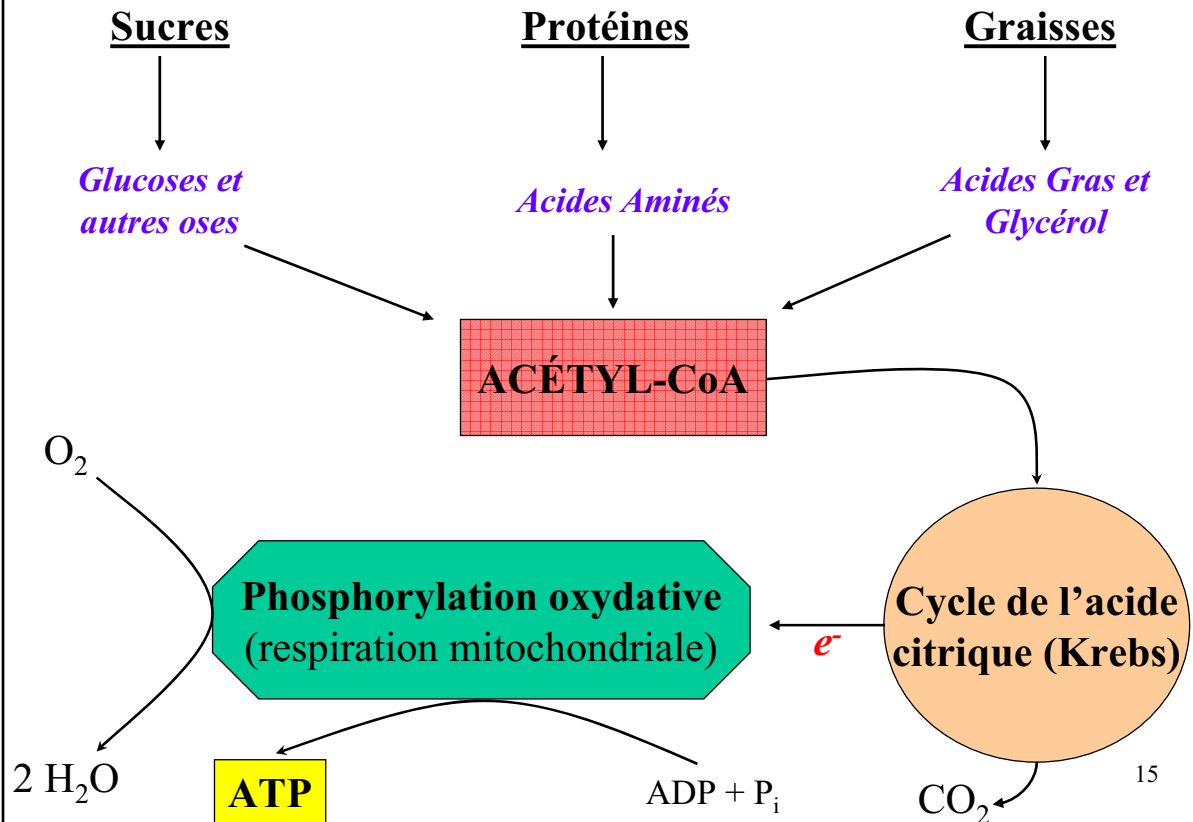 Sucres
Protéines
Graisses
Glucoses et
autres oses
Acides Aminés
Acides Gras et
Glycérol
ACÉTYL-CoA
O₂
Phosphorylation oxydative
(respiration mitochondriale)
e⁻
Cycle de l’acide
citrique (Krebs)
2 H₂O
ATP
ADP + Pᵢ
CO₂
15